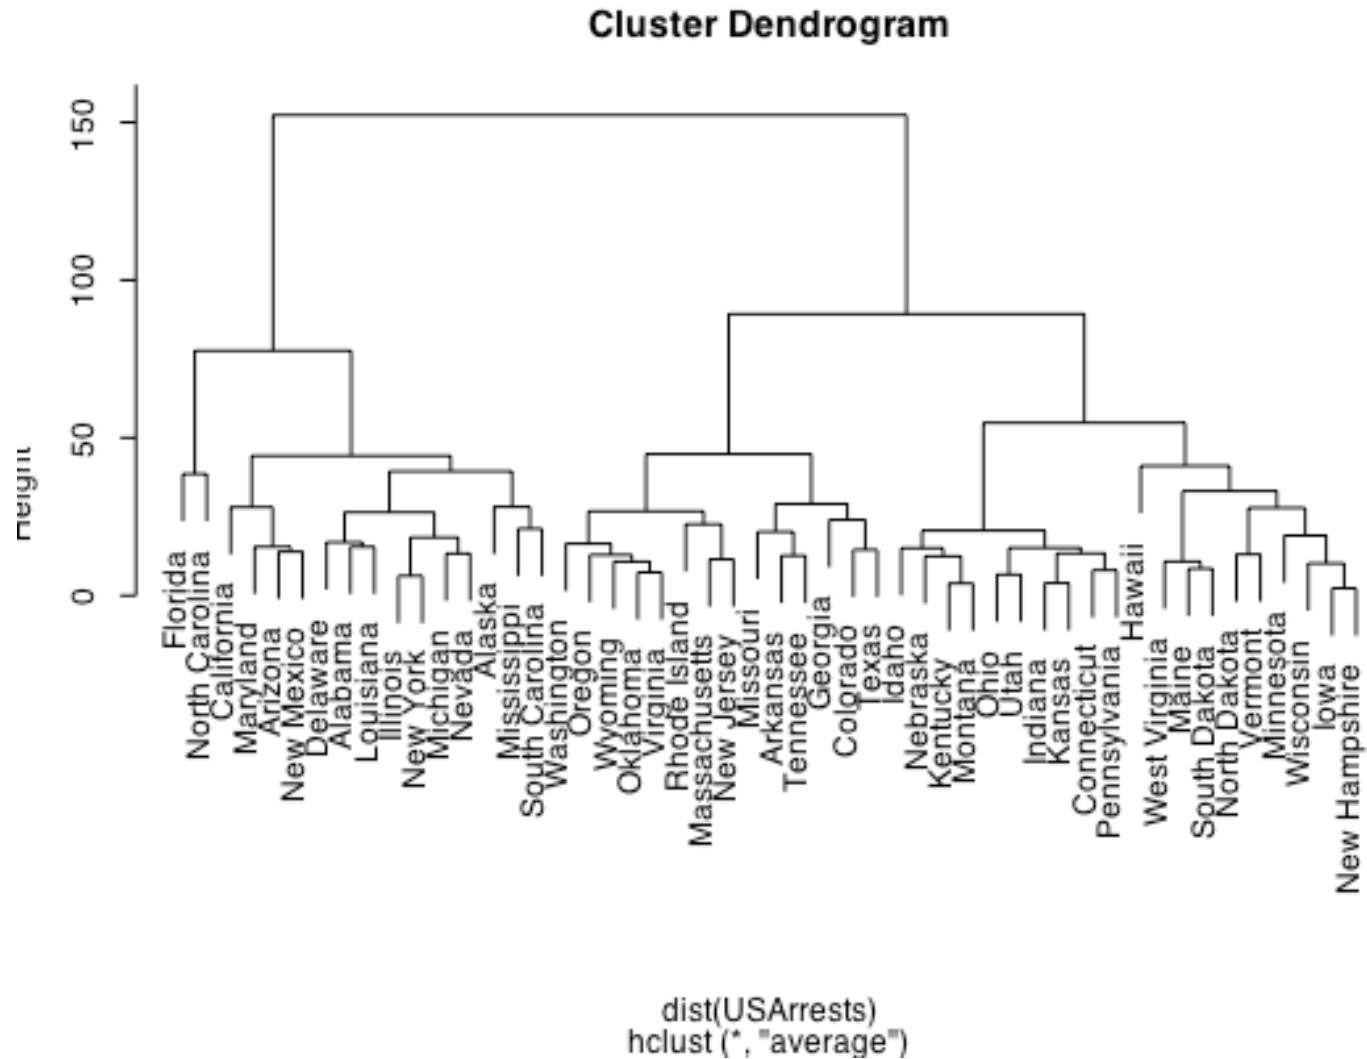 Cluster Dendrogram
150
100
50
0
Height
Florida
North Carolina
California
Maryland
Arizona
New Mexico
Delaware
Alabama
Louisiana
Illinois
New York
Michigan
Nevada
Alaska
Mississippi
South Carolina
Washington
Oregon
Wyoming
Oklahoma
Virginia
Rhode Island
Massachusetts
New Jersey
Missouri
Arkansas
Tennessee
Georgia
Colorado
Texas
Idaho
Nebraska
Kentucky
Montana
Ohio
Utah
Indiana
Kansas
Connecticut
Pennsylvania
Hawaii
West Virginia
Maine
South Dakota
North Dakota
Vermont
Minnesota
Wisconsin
Iowa
New Hampshire
dist(USArrests)
hclust (*, "average")